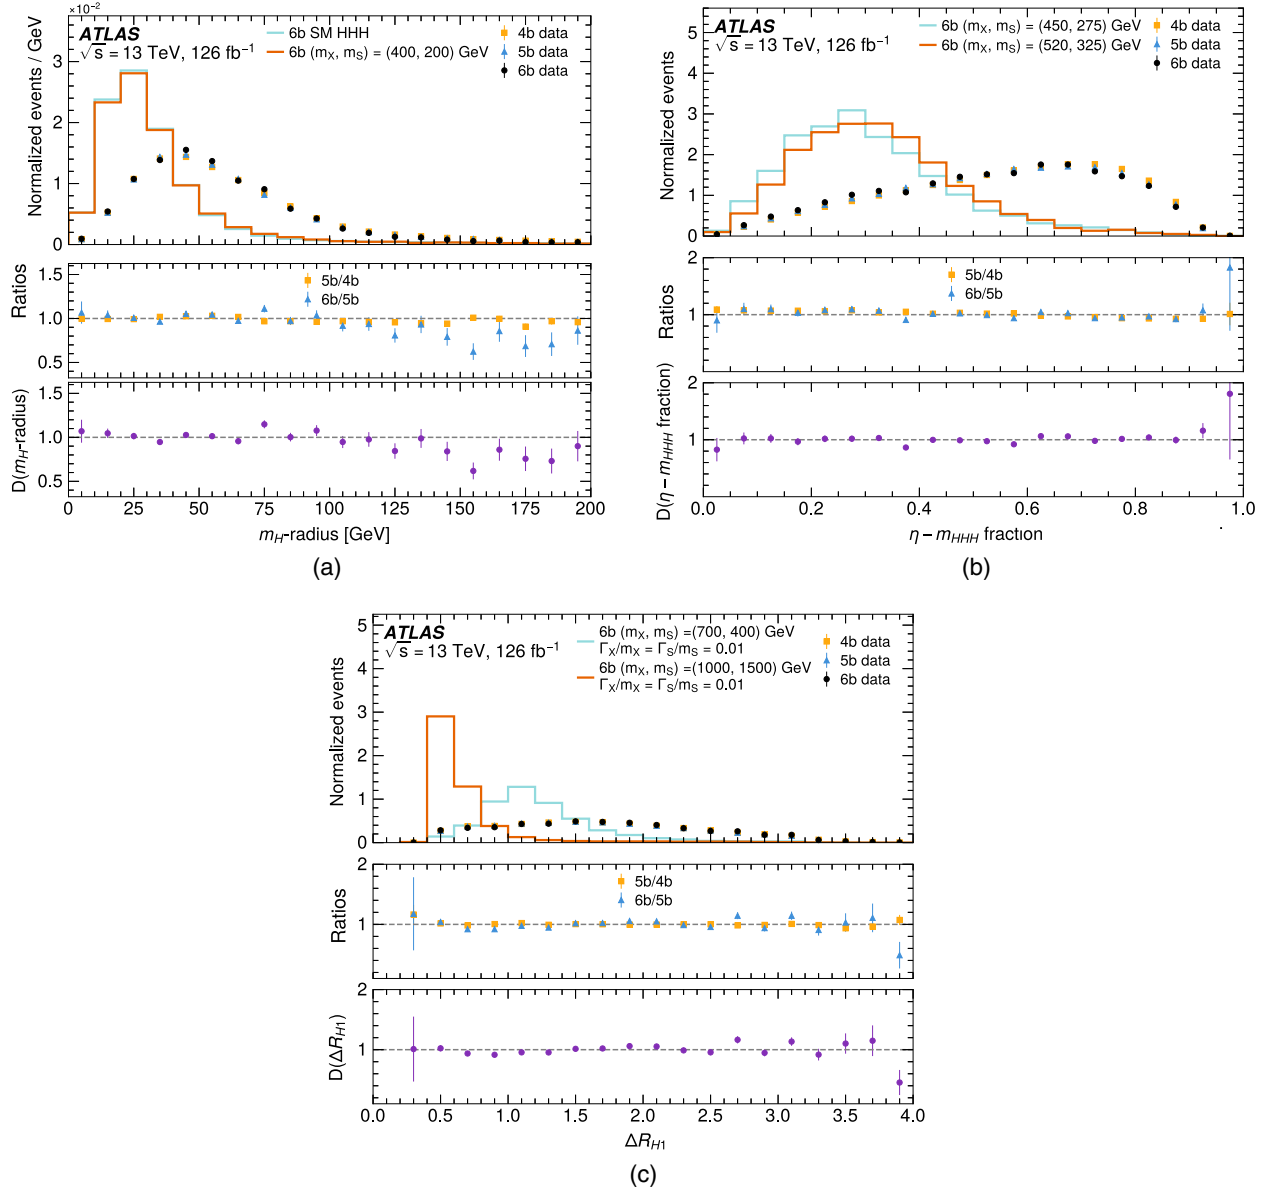 ×10⁻²
ATLAS
√s = 13 TeV, 126 fb⁻¹
6b SM HHH
6b (mX, mS) = (400, 200) GeV
4b data
5b data
6b data
Normalized events / GeV
3
2
1
0
Ratios
1.5
1.0
0.5
5b/4b
6b/5b
D(mH-radius)
1.5
1.0
0.5
0 25 50 75 100 125 150 175 200
mH-radius [GeV]
(a)
ATLAS
√s = 13 TeV, 126 fb⁻¹
6b (mX, mS) = (450, 275) GeV
6b (mX, mS) = (520, 325) GeV
4b data
5b data
6b data
Normalized events
5
4
3
2
1
0
Ratios
2
1
0
5b/4b
6b/5b
D(η − mHHH fraction)
2
1
0
0.0 0.2 0.4 0.6 0.8 1.0
η − mHHH fraction
(b)
ATLAS
√s = 13 TeV, 126 fb⁻¹
6b (mX, mS) =(700, 400) GeV
ΓX/mX = ΓS/mS = 0.01
6b (mX, mS) =(1000, 1500) GeV
ΓX/mX = ΓS/mS = 0.01
4b data
5b data
6b data
Normalized events
5
4
3
2
1
0
Ratios
2
1
0
5b/4b
6b/5b
D(ΔRH1)
2
1
0
0.0 0.5 1.0 1.5 2.0 2.5 3.0 3.5 4.0
ΔRH1
(c)